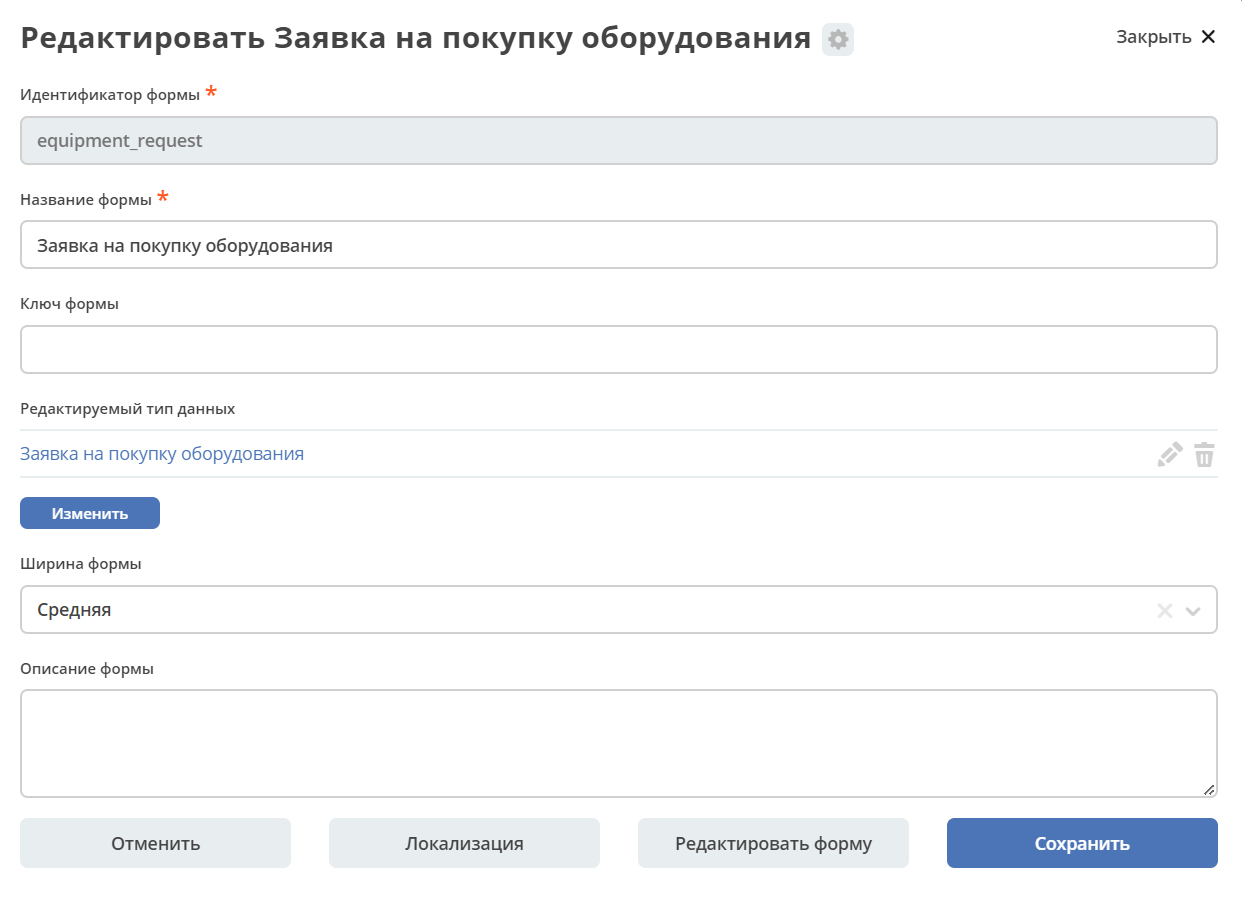 Редактировать Заявка на покупку оборудования
Закрыть
Идентификатор формы *
equipment_request
Название формы *
Заявка на покупку оборудования
Ключ формы
Редактируемый тип данных
Заявка на покупку оборудования
Изменить
Ширина формы
Средняя
Описание формы
Отменить
Локализация
Редактировать форму
Сохранить